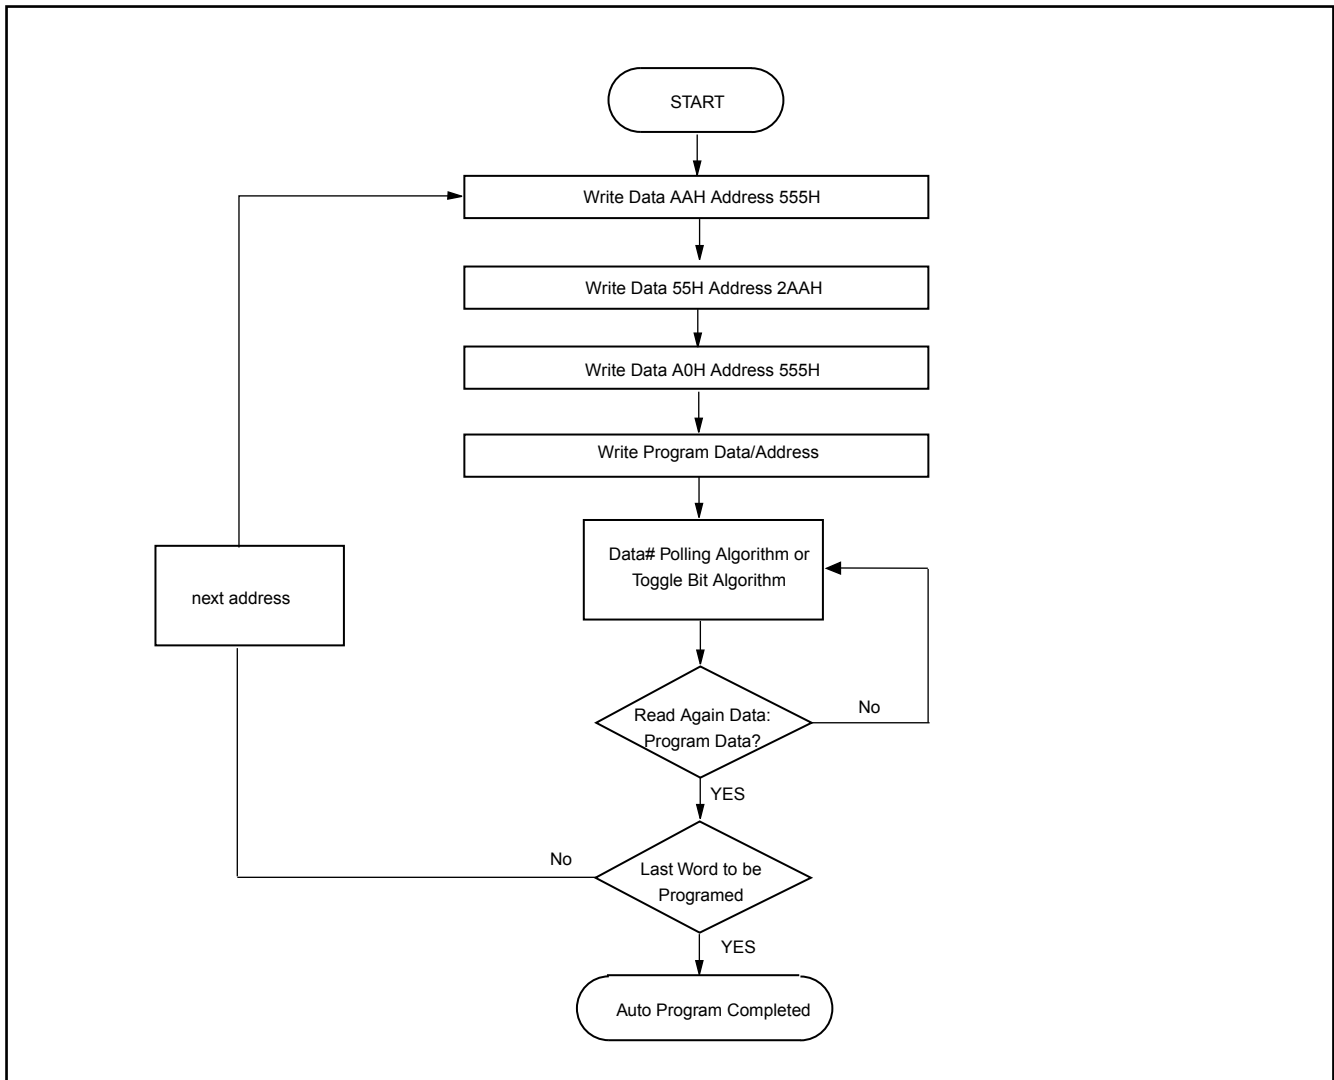 START
Write Data AAH Address 555H
Write Data 55H Address 2AAH
Write Data A0H Address 555H
Write Program Data/Address
Data# Polling Algorithm or
Toggle Bit Algorithm
next address
Read Again Data:
Program Data?
No
YES
No
Last Word to be
Programed
YES
Auto Program Completed